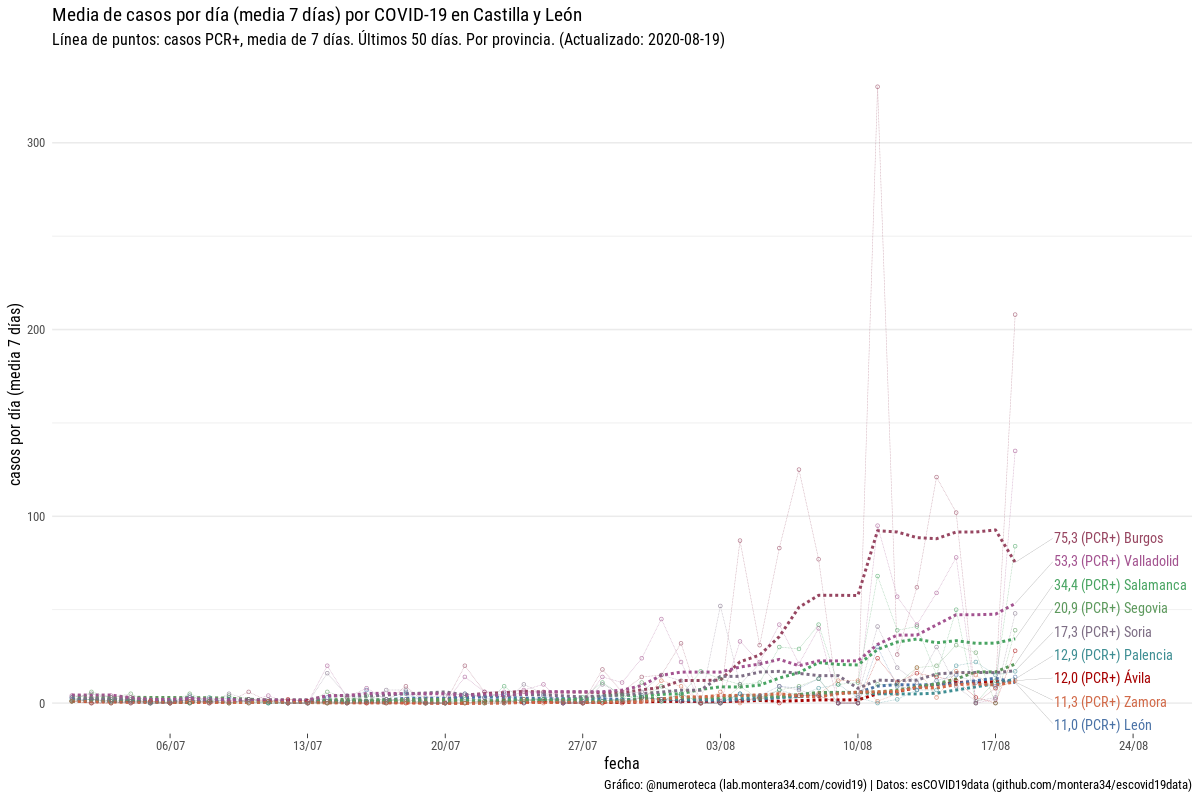 Media de casos por día (media 7 días) por COVID-19 en Castilla y León
Línea de puntos: casos PCR+, media de 7 días. Últimos 50 días. Por provincia. (Actualizado: 2020-08-19)
casos por día (media 7 días)
300
200
100
0
75,3 (PCR+) Burgos
53,3 (PCR+) Valladolid
34,4 (PCR+) Salamanca
20,9 (PCR+) Segovia
17,3 (PCR+) Soria
12,9 (PCR+) Palencia
12,0 (PCR+) Ávila
11,3 (PCR+) Zamora
11,0 (PCR+) León
06/07 13/07 20/07 27/07 03/08 10/08 17/08 24/08
fecha
Gráfico: @numeroteca (lab.montera34.com/covid19) | Datos: esCOVID19data (github.com/montera34/escovid19data)